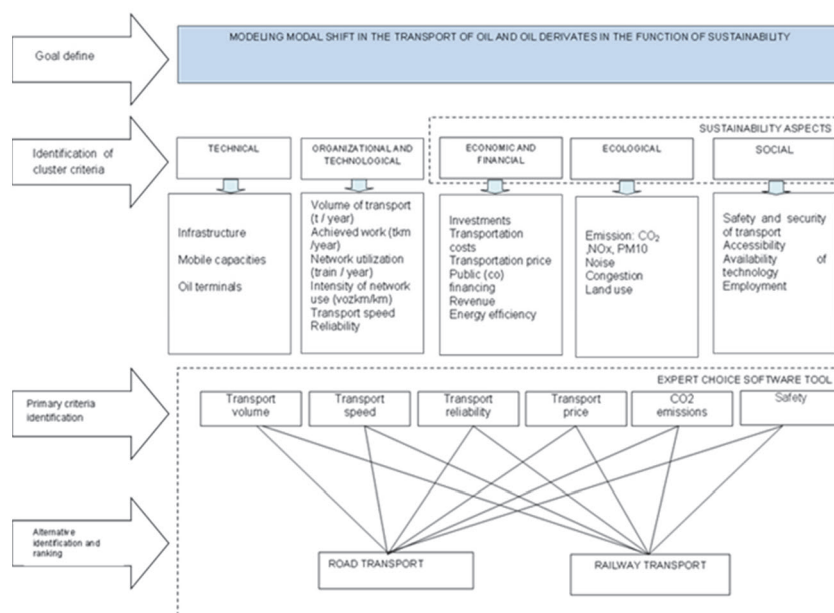 MODELING MODAL SHIFT IN THE TRANSPORT OF OIL AND OIL DERIVATES IN THE FUNCTION OF SUSTAINABILITY
Goal define
SUSTAINABILITY ASPECTS
Identification of
cluster criteria
TECHNICAL
ORGANIZATIONAL AND
TECHNOLOGICAL
ECONOMIC AND
FINANCIAL
ECOLOGICAL
SOCIAL
Infrastructure
Mobile capacities
Oil terminals
Volume of transport
(t / year)
Achieved work (tkm
/year)
Network utilization
(train / year)
Intensity of network
use (vozkm/km)
Transport speed
Reliability
Investments
Transportation
costs
Transportation price
Public (co)
financing
Revenue
Energy efficiency
Emission: CO₂
,NOx, PM10
Noise
Congestion
Land use
Safety and security
of transport
Accessibility
Availability of
technology
Employment
EXPERT CHOICE SOFTWARE TOOL
Primary criteria
identification
Transport
volume
Transport
speed
Transport
reliability
Transport
price
CO2
emissions
Safety
Alternative
identification and
ranking
ROAD TRANSPORT
RAILWAY TRANSPORT